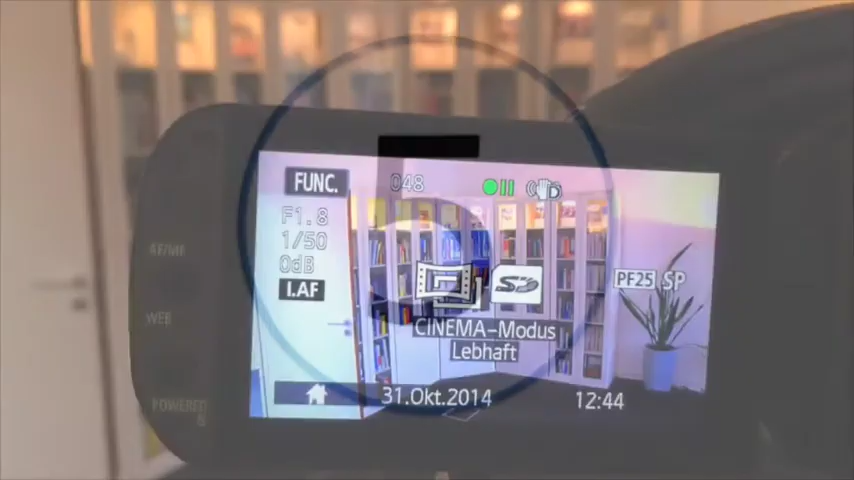 FUNC.
048
F1.8
1/50
0dB
I.AF
PF25 SP
CINEMA-Modus
Lebhaft
31.Okt.2014
12:44
AF/MF
WEB
POWERED